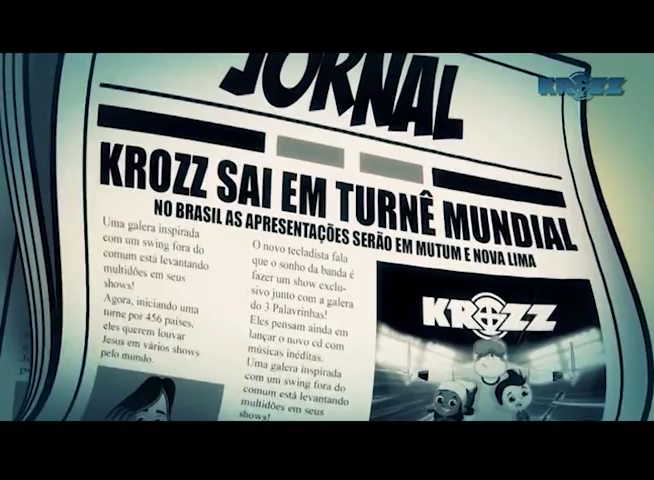 JORNAL
KROZZ
KROZZ SAI EM TURNÊ MUNDIAL
NO BRASIL AS APRESENTAÇÕES SERÃO EM MUTUM E NOVA LIMA
Uma galera inspirada
com um swing fora do
comum está levantando
multidões em seus
shows!
Agora, iniciando uma
turne por 456 países,
eles querem louvar
Jesus em vários shows
pelo mundo.
O novo tecladista fala
que o sonho da banda é
fazer um show exclu-
sivo junto com a galera
do 3 Palavrinhas!
Eles pensam ainda em
lançar o novo cd com
músicas inéditas.
Uma galera inspirada
com um swing fora do
comum está levantando
multidões em seus
shows!
KROZZ